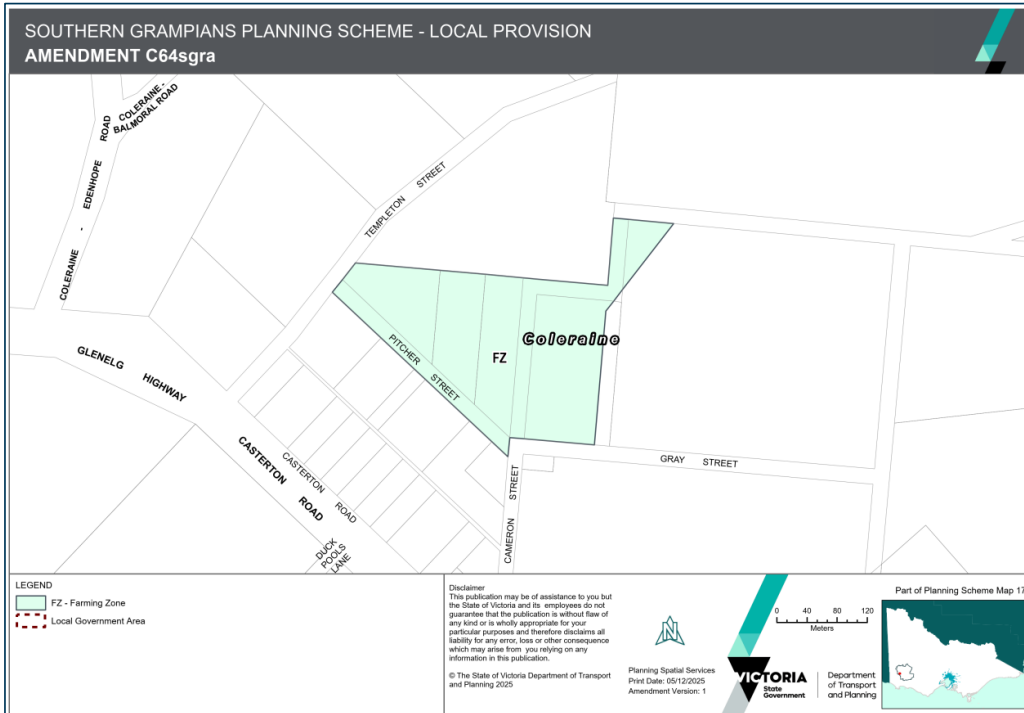 SOUTHERN GRAMPIANS PLANNING SCHEME - LOCAL PROVISION
AMENDMENT C64sgra
COLERAINE -
BALMORAL ROAD
COLERAINE - EDENHOPE ROAD
TEMPLETON STREET
GLENELG HIGHWAY
PITCHER STREET
FZ
Coleraine
CASTERTON ROAD
CASTERTON ROAD
DUCK
POOLS
LANE
CAMERON STREET
GRAY STREET
LEGEND
FZ - Farming Zone
Local Government Area
Disclaimer
This publication may be of assistance to you but
the State of Victoria and its employees do not
guarantee that the publication is without flaw of
any kind or is wholly appropriate for your
particular purposes and therefore disclaims all
liability for any error, loss or other consequence
which may arise from you relying on any
information in this publication.
© The State of Victoria Department of Transport
and Planning 2025
N
Planning Spatial Services
Print Date: 05/12/2025
Amendment Version: 1
VICTORIA
State
Government
Department
of Transport
and Planning
0 40 80 120
Meters
Part of Planning Scheme Map 17